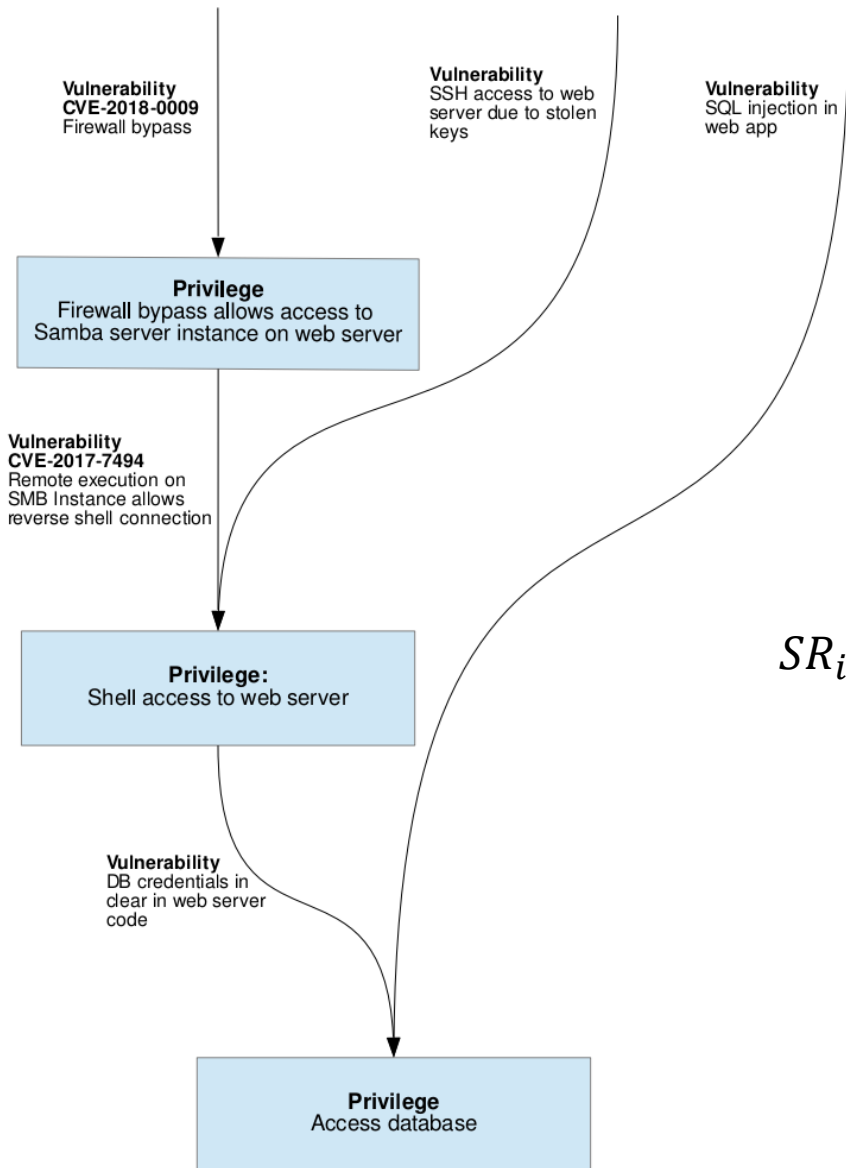 Vulnerability
CVE-2018-0009
Firewall bypass
Vulnerability
SSH access to web
server due to stolen
keys
Vulnerability
SQL injection in
web app
Privilege
Firewall bypass allows access to
Samba server instance on web server
Vulnerability
CVE-2017-7494
Remote execution on
SMB Instance allows
reverse shell connection
Privilege:
Shell access to web server
SRᵢ
Vulnerability
DB credentials in
clear in web server
code
Privilege
Access database